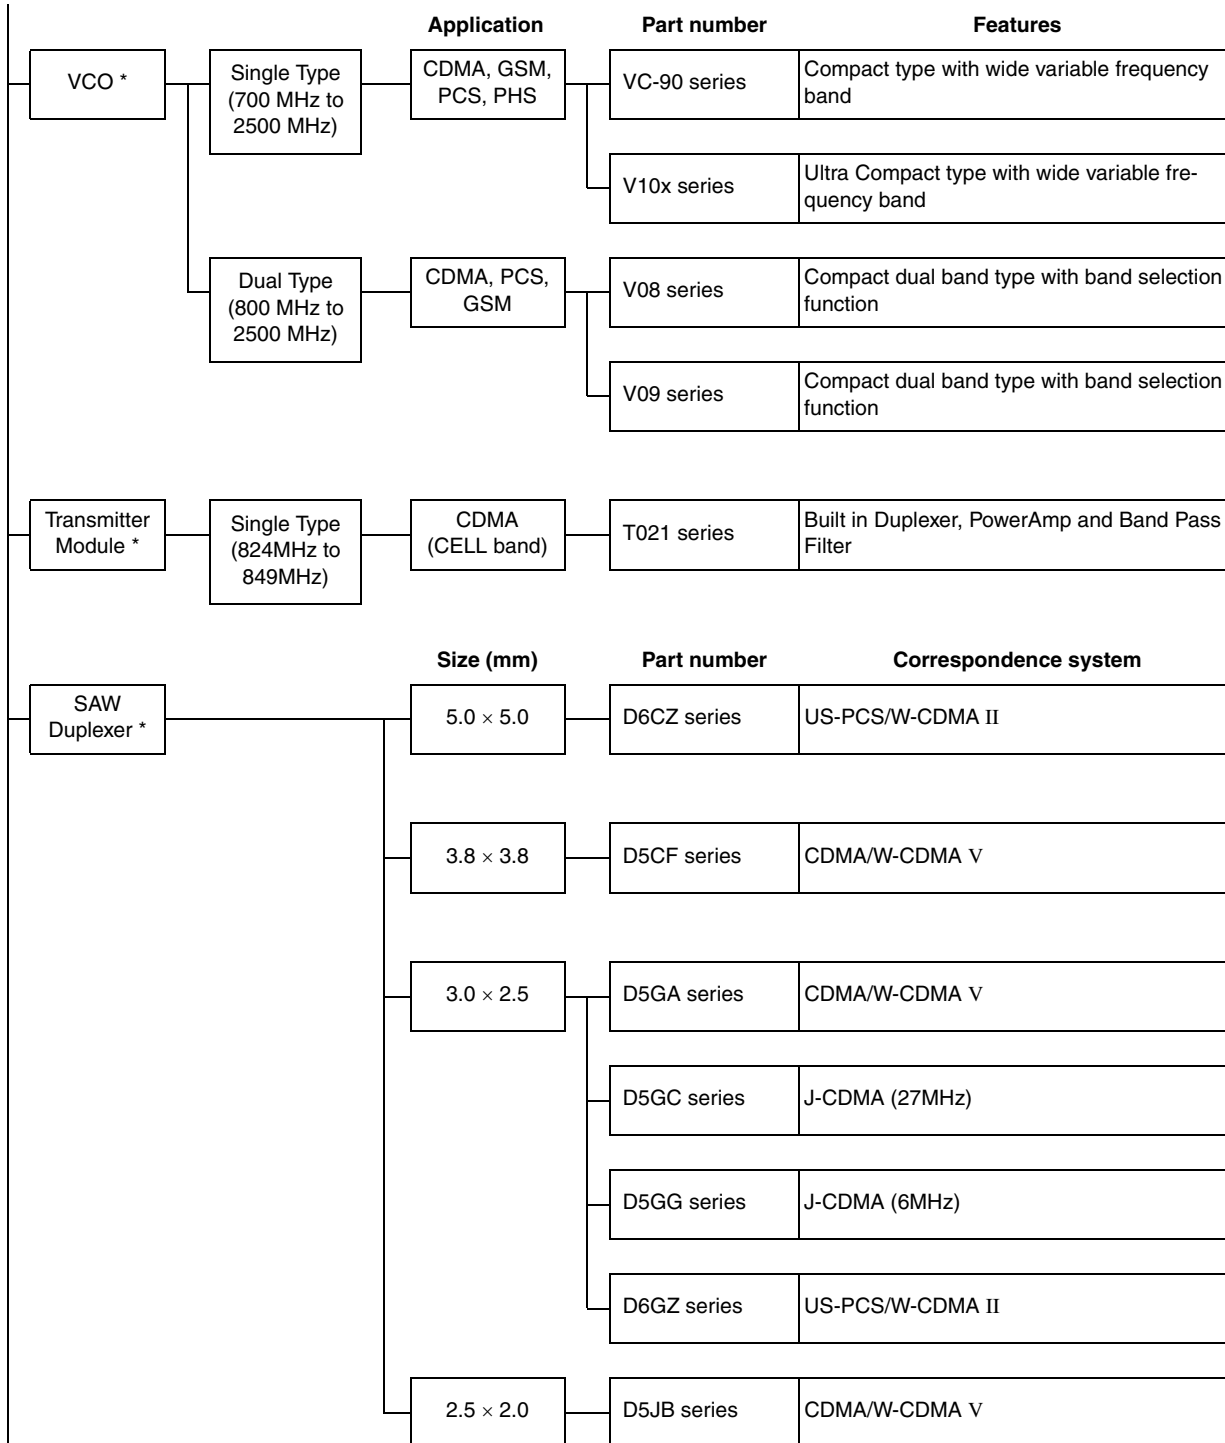 Application Part number Features
VCO *
Single Type
(700 MHz to
2500 MHz)
CDMA, GSM,
PCS, PHS
VC-90 series
Compact type with wide variable frequency
band
V10x series
Ultra Compact type with wide variable fre-
quency band
Dual Type
(800 MHz to
2500 MHz)
CDMA, PCS,
GSM
V08 series
Compact dual band type with band selection
function
V09 series
Compact dual band type with band selection
function
Transmitter
Module *
Single Type
(824MHz to
849MHz)
CDMA
(CELL band)
T021 series
Built in Duplexer, PowerAmp and Band Pass
Filter
Size (mm) Part number Correspondence system
SAW
Duplexer *
5.0 × 5.0
D6CZ series
US-PCS/W-CDMA II
3.8 × 3.8
D5CF series
CDMA/W-CDMA V
3.0 × 2.5
D5GA series
CDMA/W-CDMA V
D5GC series
J-CDMA (27MHz)
D5GG series
J-CDMA (6MHz)
D6GZ series
US-PCS/W-CDMA II
2.5 × 2.0
D5JB series
CDMA/W-CDMA V